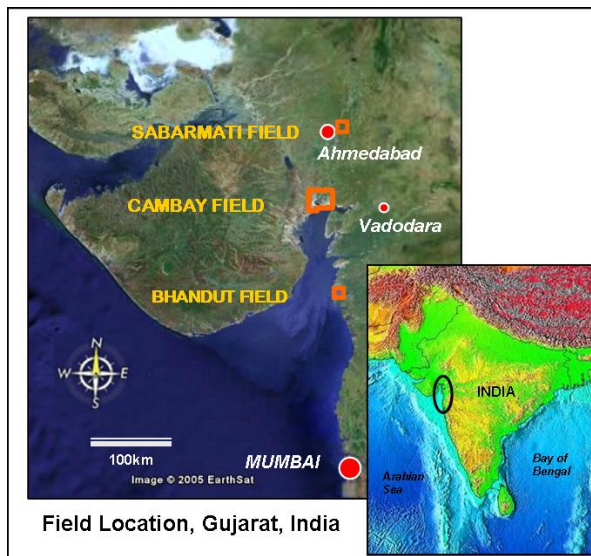 SABARMATI FIELD
Ahmedabad
CAMBAY FIELD
Vadodara
BHANDUT FIELD
N
W E
S
100km
MUMBAI
Image © 2005 EarthSat
INDIA
Arabian
Sea
Bay of
Bengal
Field Location, Gujarat, India